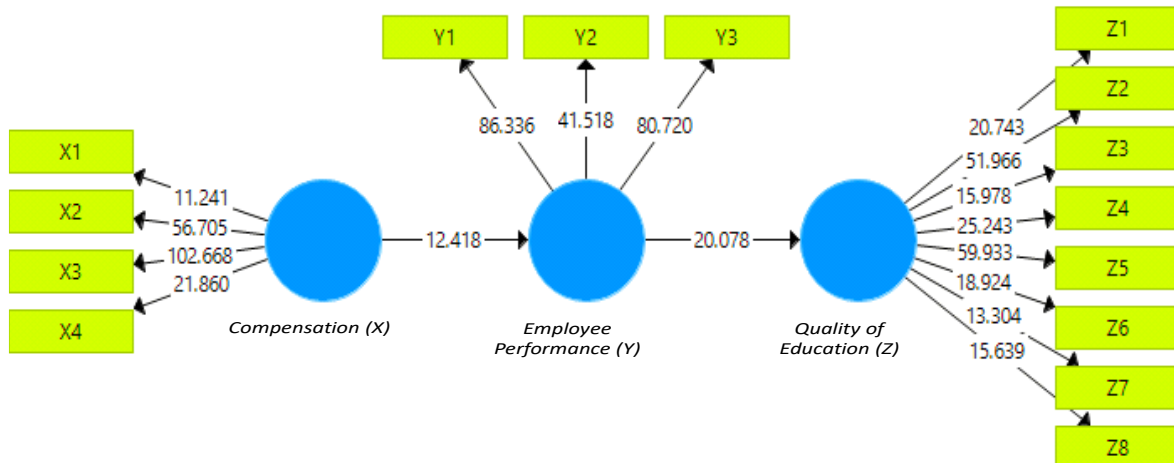 Y1
Y2
Y3
86.336
41.518
80.720
X1
X2
X3
X4
11.241
56.705
102.668
21.860
12.418
20.078
Compensation (X)
Employee
Performance (Y)
Quality of
Education (Z)
20.743
51.966
15.978
25.243
59.933
18.924
13.304
15.639
Z1
Z2
Z3
Z4
Z5
Z6
Z7
Z8